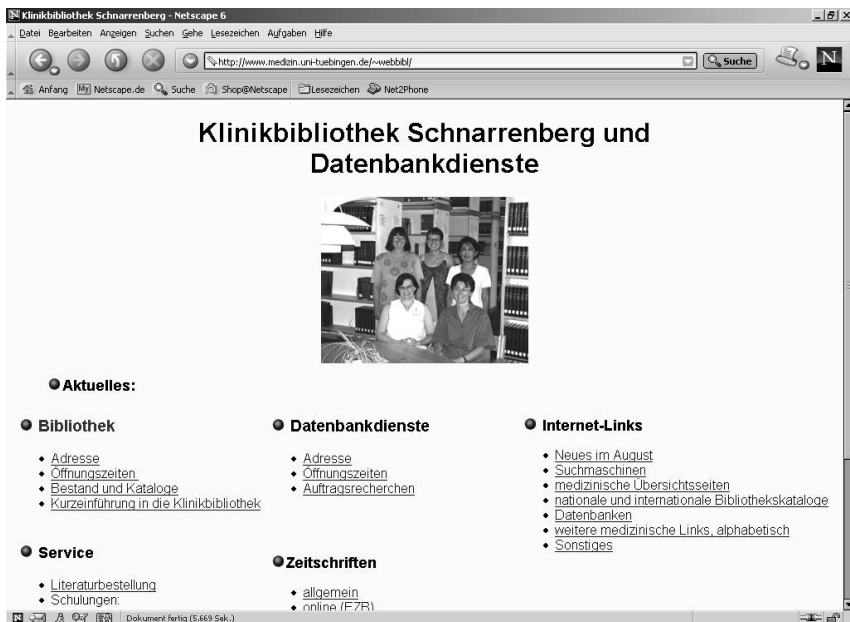 Klinikbibliothek Schnarrenberg - Netscape 6
Datei Bearbeiten Anzeigen Suchen Gehe Lesezeichen Aufgaben Hilfe
http://www.medizin.uni-tuebingen.de/~webbibl/ Suche N
Anfang My Netscape.de Suche Shop@Netscape Lesezeichen Net2Phone
Klinikbibliothek Schnarrenberg und
Datenbankdienste
Aktuelles:
Bibliothek
Adresse
Öffnungszeiten
Bestand und Kataloge
Kurzeinführung in die Klinikbibliothek
Datenbankdienste
Adresse
Öffnungszeiten
Auftragsrecherchen
Internet-Links
Neues im August
Suchmaschinen
medizinische Übersichtsseiten
nationale und internationale Bibliothekskataloge
Datenbanken
weitere medizinische Links, alphabetisch
Sonstiges
Service
Literaturbestellung
Schulungen:
Zeitschriften
allgemein
online (EZB)
Dokument fertig (5.669 Sek.)